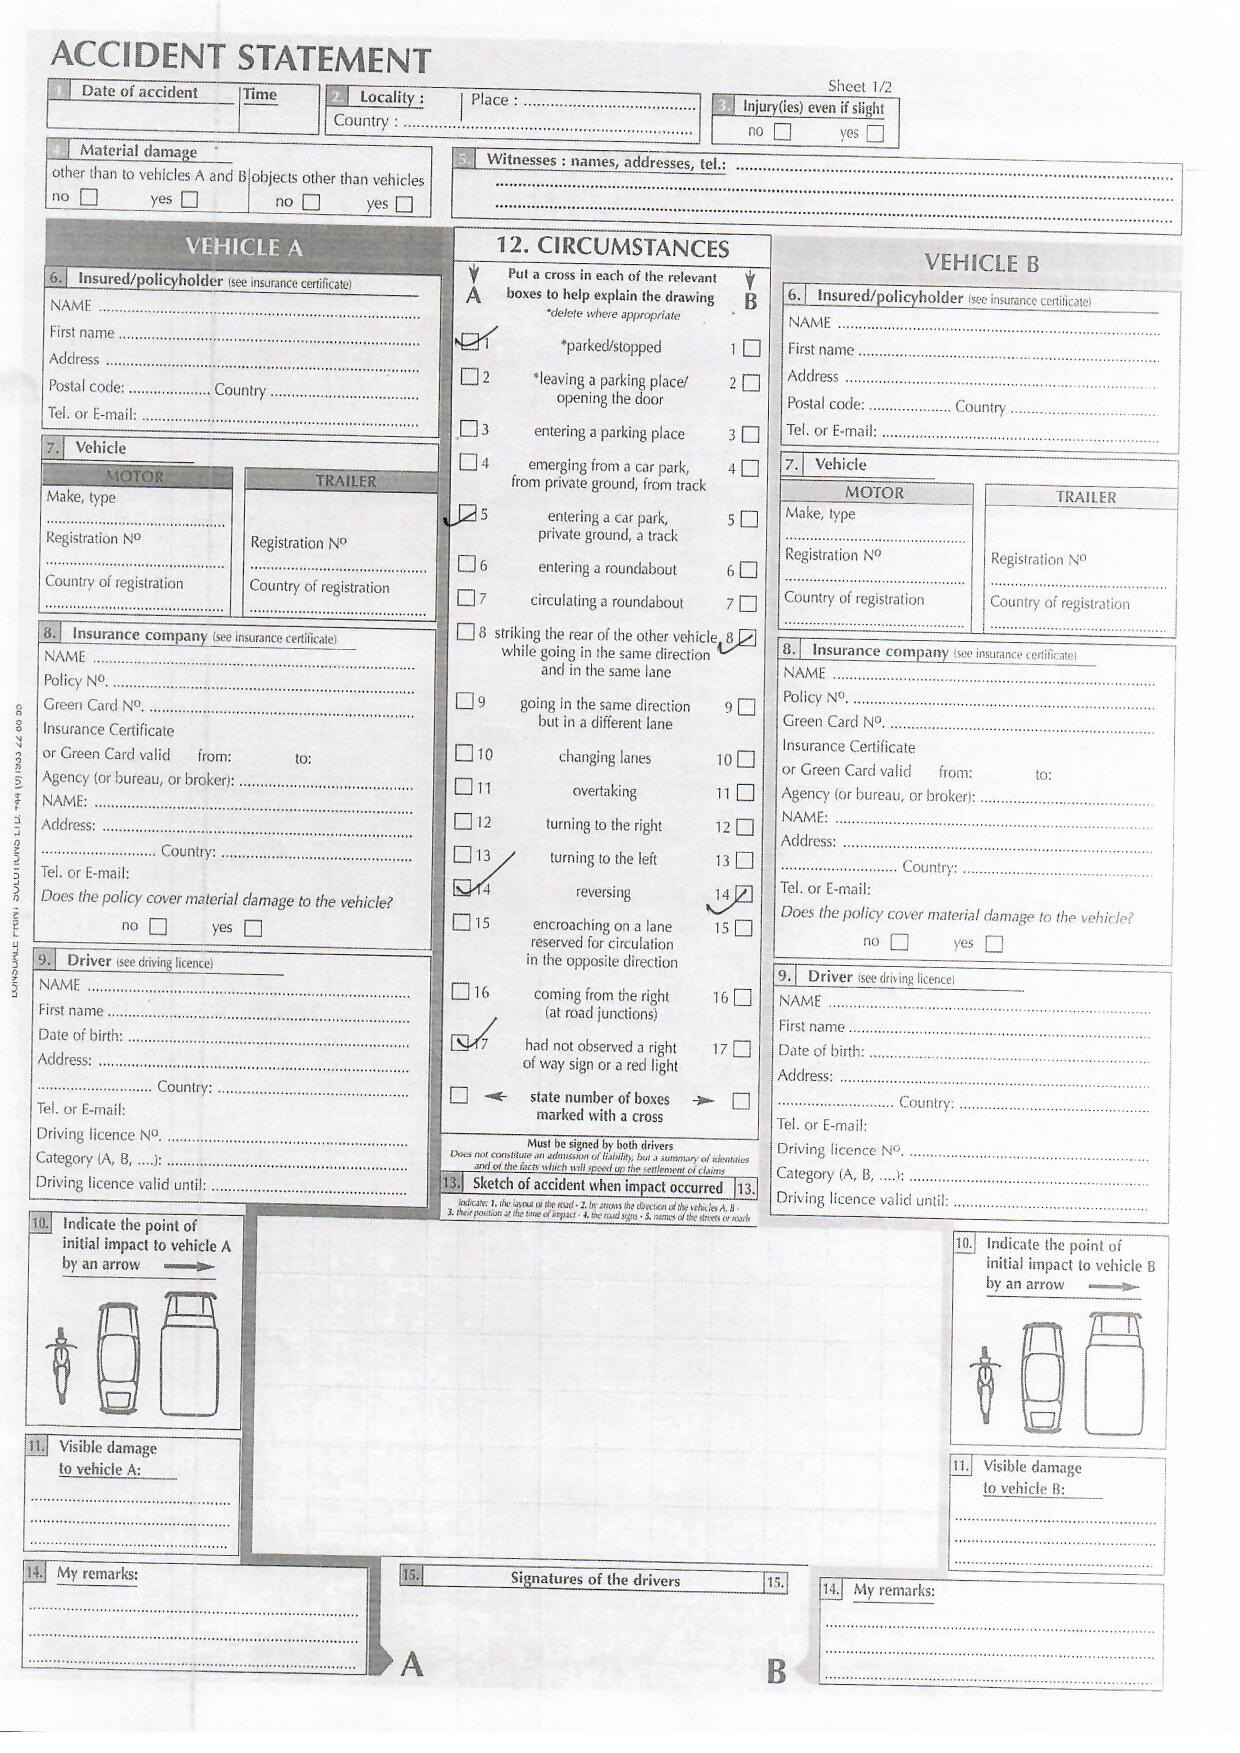 ACCIDENT STATEMENT
Sheet 1/2
1. Date of accident Time
2. Locality : Place :
Country :
3. Injury(ies) even if slight
no yes
4. Material damage
other than to vehicles A and B objects other than vehicles
no yes no yes
5. Witnesses : names, addresses, tel.:
VEHICLE A
6. Insured/policyholder (see insurance certificate)
NAME
First name
Address
Postal code: Country
Tel. or E-mail:
7. Vehicle
MOTOR TRAILER
Make, type
Registration Nº Registration Nº
Country of registration Country of registration
8. Insurance company (see insurance certificate)
NAME
Policy Nº.
Green Card Nº.
Insurance Certificate
or Green Card valid from: to:
Agency (or bureau, or broker):
NAME:
Address:
Country:
Tel. or E-mail:
Does the policy cover material damage to the vehicle?
no yes
9. Driver (see driving licence)
NAME
First name
Date of birth:
Address:
Country:
Tel. or E-mail:
Driving licence Nº.
Category (A, B, ....):
Driving licence valid until:
10. Indicate the point of
initial impact to vehicle A
by an arrow
11. Visible damage
to vehicle A:
14. My remarks:
12. CIRCUMSTANCES
Put a cross in each of the relevant
A boxes to help explain the drawing B
*delete where appropriate
1 *parked/stopped 1
2 *leaving a parking place/ 2
opening the door
3 entering a parking place 3
4 emerging from a car park, 4
from private ground, from track
5 entering a car park, 5
private ground, a track
6 entering a roundabout 6
7 circulating a roundabout 7
8 striking the rear of the other vehicle, 8
while going in the same direction
and in the same lane
9 going in the same direction 9
but in a different lane
10 changing lanes 10
11 overtaking 11
12 turning to the right 12
13 turning to the left 13
14 reversing 14
15 encroaching on a lane 15
reserved for circulation
in the opposite direction
16 coming from the right 16
(at road junctions)
17 had not observed a right 17
of way sign or a red light
state number of boxes
marked with a cross
Must be signed by both drivers
Does not constitute an admission of liability, but a summary of identities
and of the facts which will speed up the settlement of claims
13. Sketch of accident when impact occurred 13.
Indicate: 1. the layout of the road - 2. by arrows the direction of the vehicles A, B -
3. their position at the time of impact - 4. the road signs - 5. names of the streets or roads
15. Signatures of the drivers 15.
A B
VEHICLE B
6. Insured/policyholder (see insurance certificate)
NAME
First name
Address
Postal code: Country
Tel. or E-mail:
7. Vehicle
MOTOR TRAILER
Make, type
Registration Nº Registration Nº
Country of registration Country of registration
8. Insurance company (see insurance certificate)
NAME
Policy Nº.
Green Card Nº.
Insurance Certificate
or Green Card valid from: to:
Agency (or bureau, or broker):
NAME:
Address:
Country:
Tel. or E-mail:
Does the policy cover material damage to the vehicle?
no yes
9. Driver (see driving licence)
NAME
First name
Date of birth:
Address:
Country:
Tel. or E-mail:
Driving licence Nº.
Category (A, B, ....):
Driving licence valid until:
10. Indicate the point of
initial impact to vehicle B
by an arrow
11. Visible damage
to vehicle B:
14. My remarks: